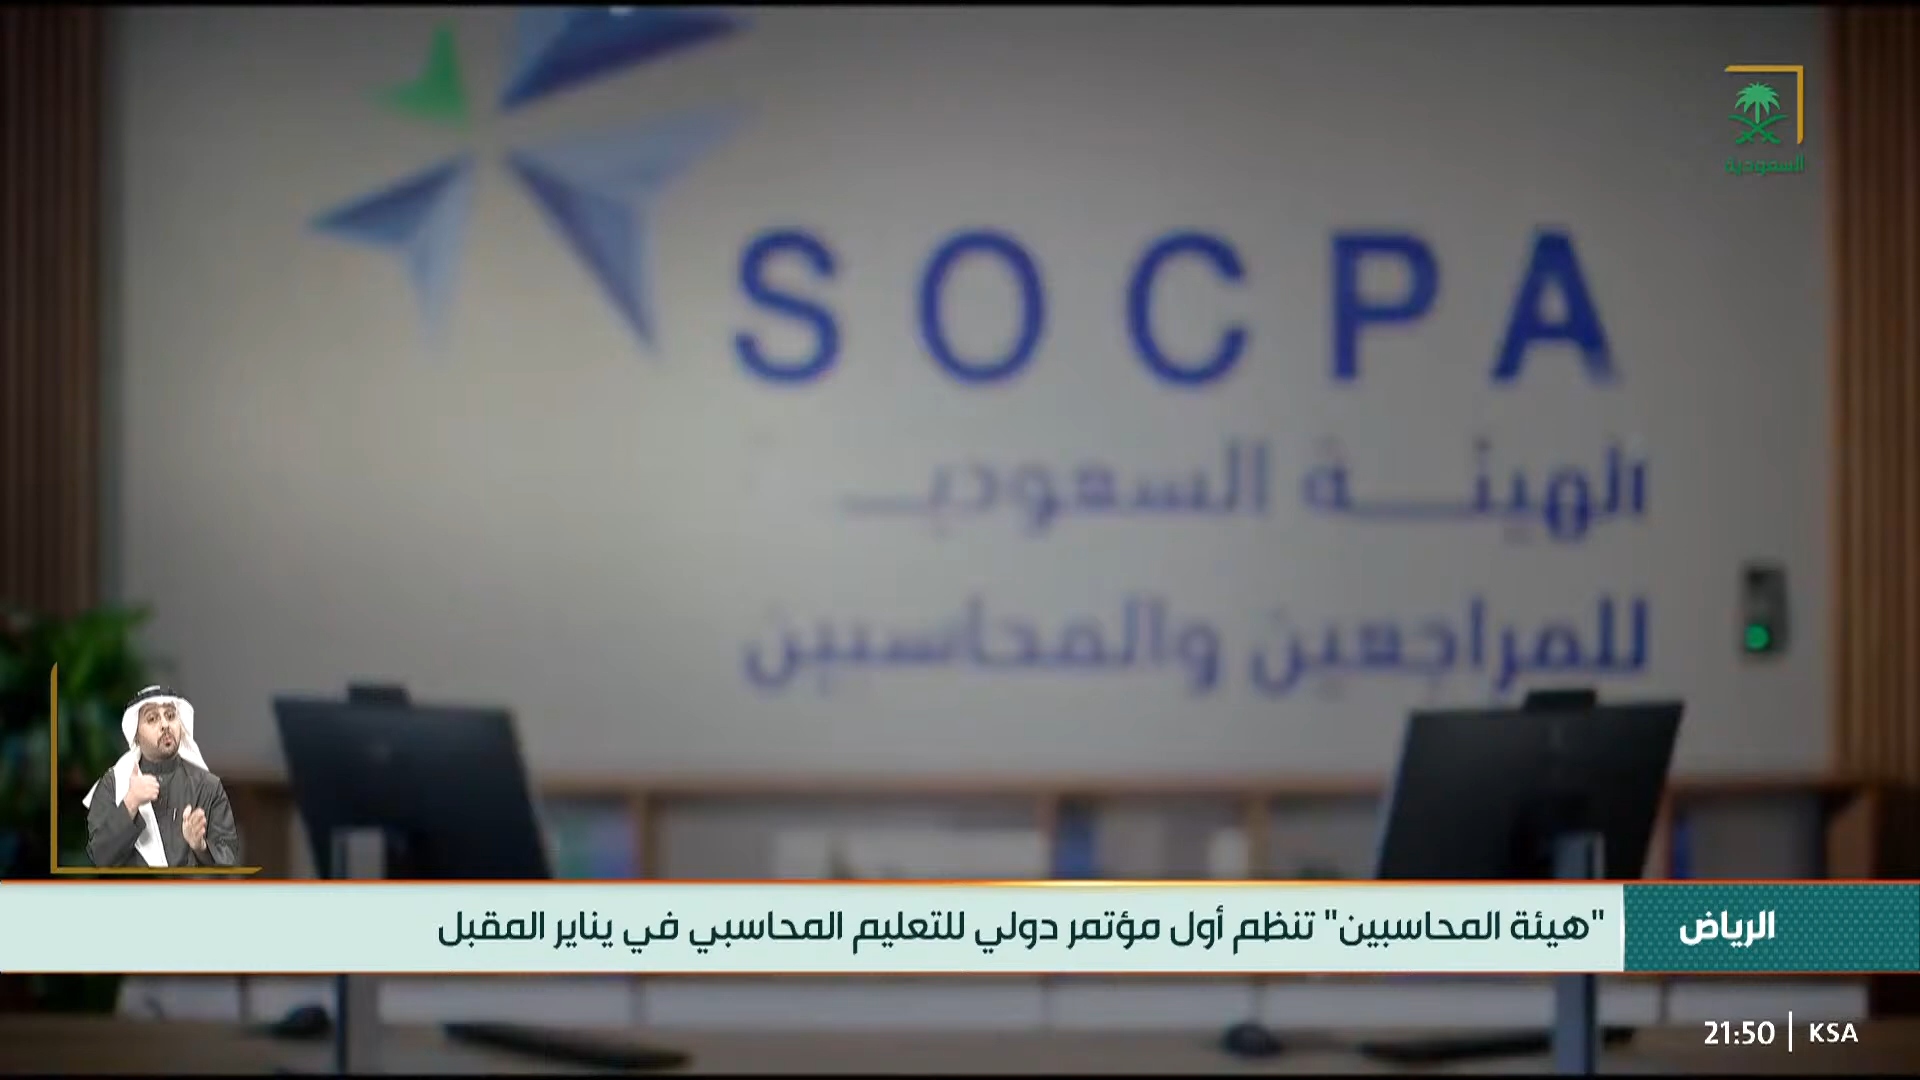 السعودية
SOCPA
الهيئة السعودية
للمراجعين والمحاسبين
الرياض
"هيئة المحاسبين" تنظم أول مؤتمر دولي للتعليم المحاسبي في يناير المقبل
21:50 | KSA